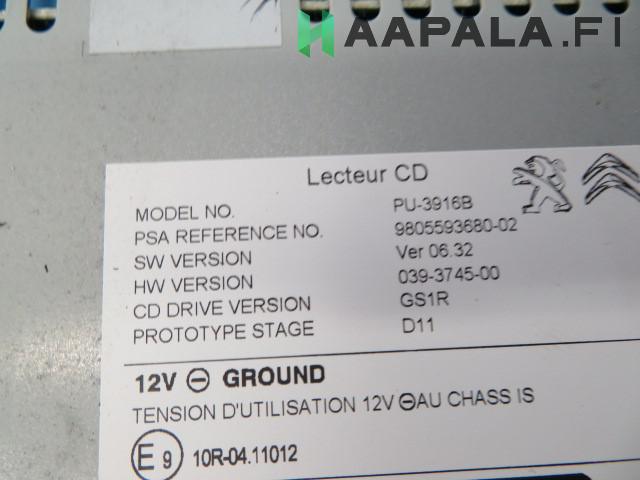 HAAPALA.FI
Lecteur CD
MODEL NO. PU-3916B
PSA REFERENCE NO. 9805593680-02
SW VERSION Ver 06.32
HW VERSION 039-3745-00
CD DRIVE VERSION GS1R
PROTOTYPE STAGE D11
12V ⊖ GROUND
TENSION D'UTILISATION 12V ⊖AU CHASS IS
E9 10R-04.11012